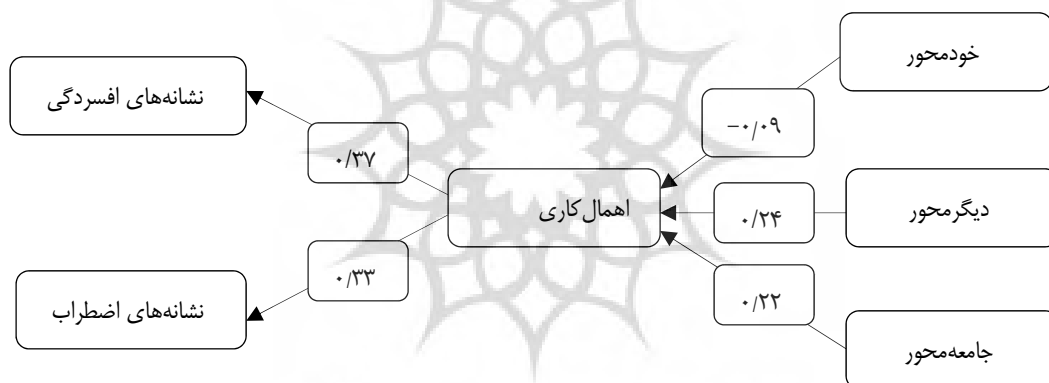 خودمحور
-۰/۰۹
نشانه‌های افسردگی
۰/۳۷
دیگرمحور
۰/۲۴
اهمال‌کاری
۰/۳۳
نشانه‌های اضطراب
۰/۲۲
جامعه‌محور